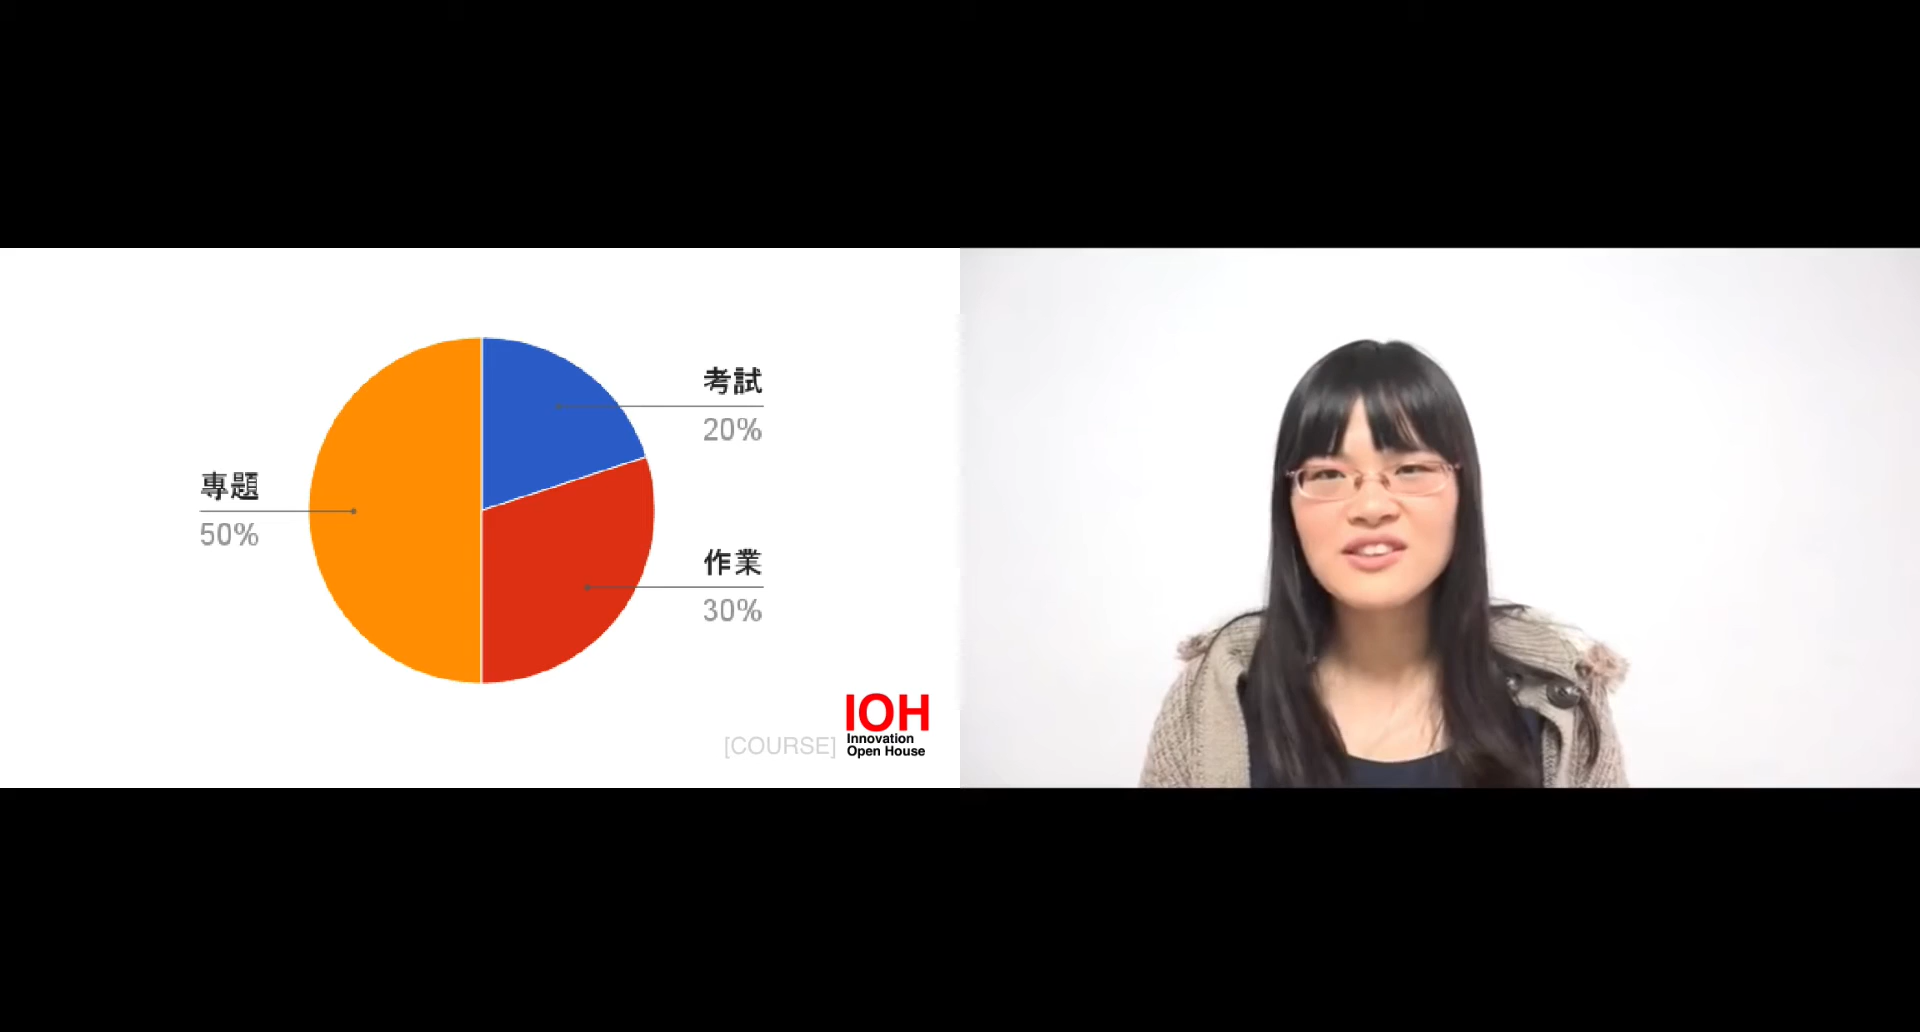 考試
20%
專題
50%
作業
30%
[COURSE]
IOH
Innovation
Open House